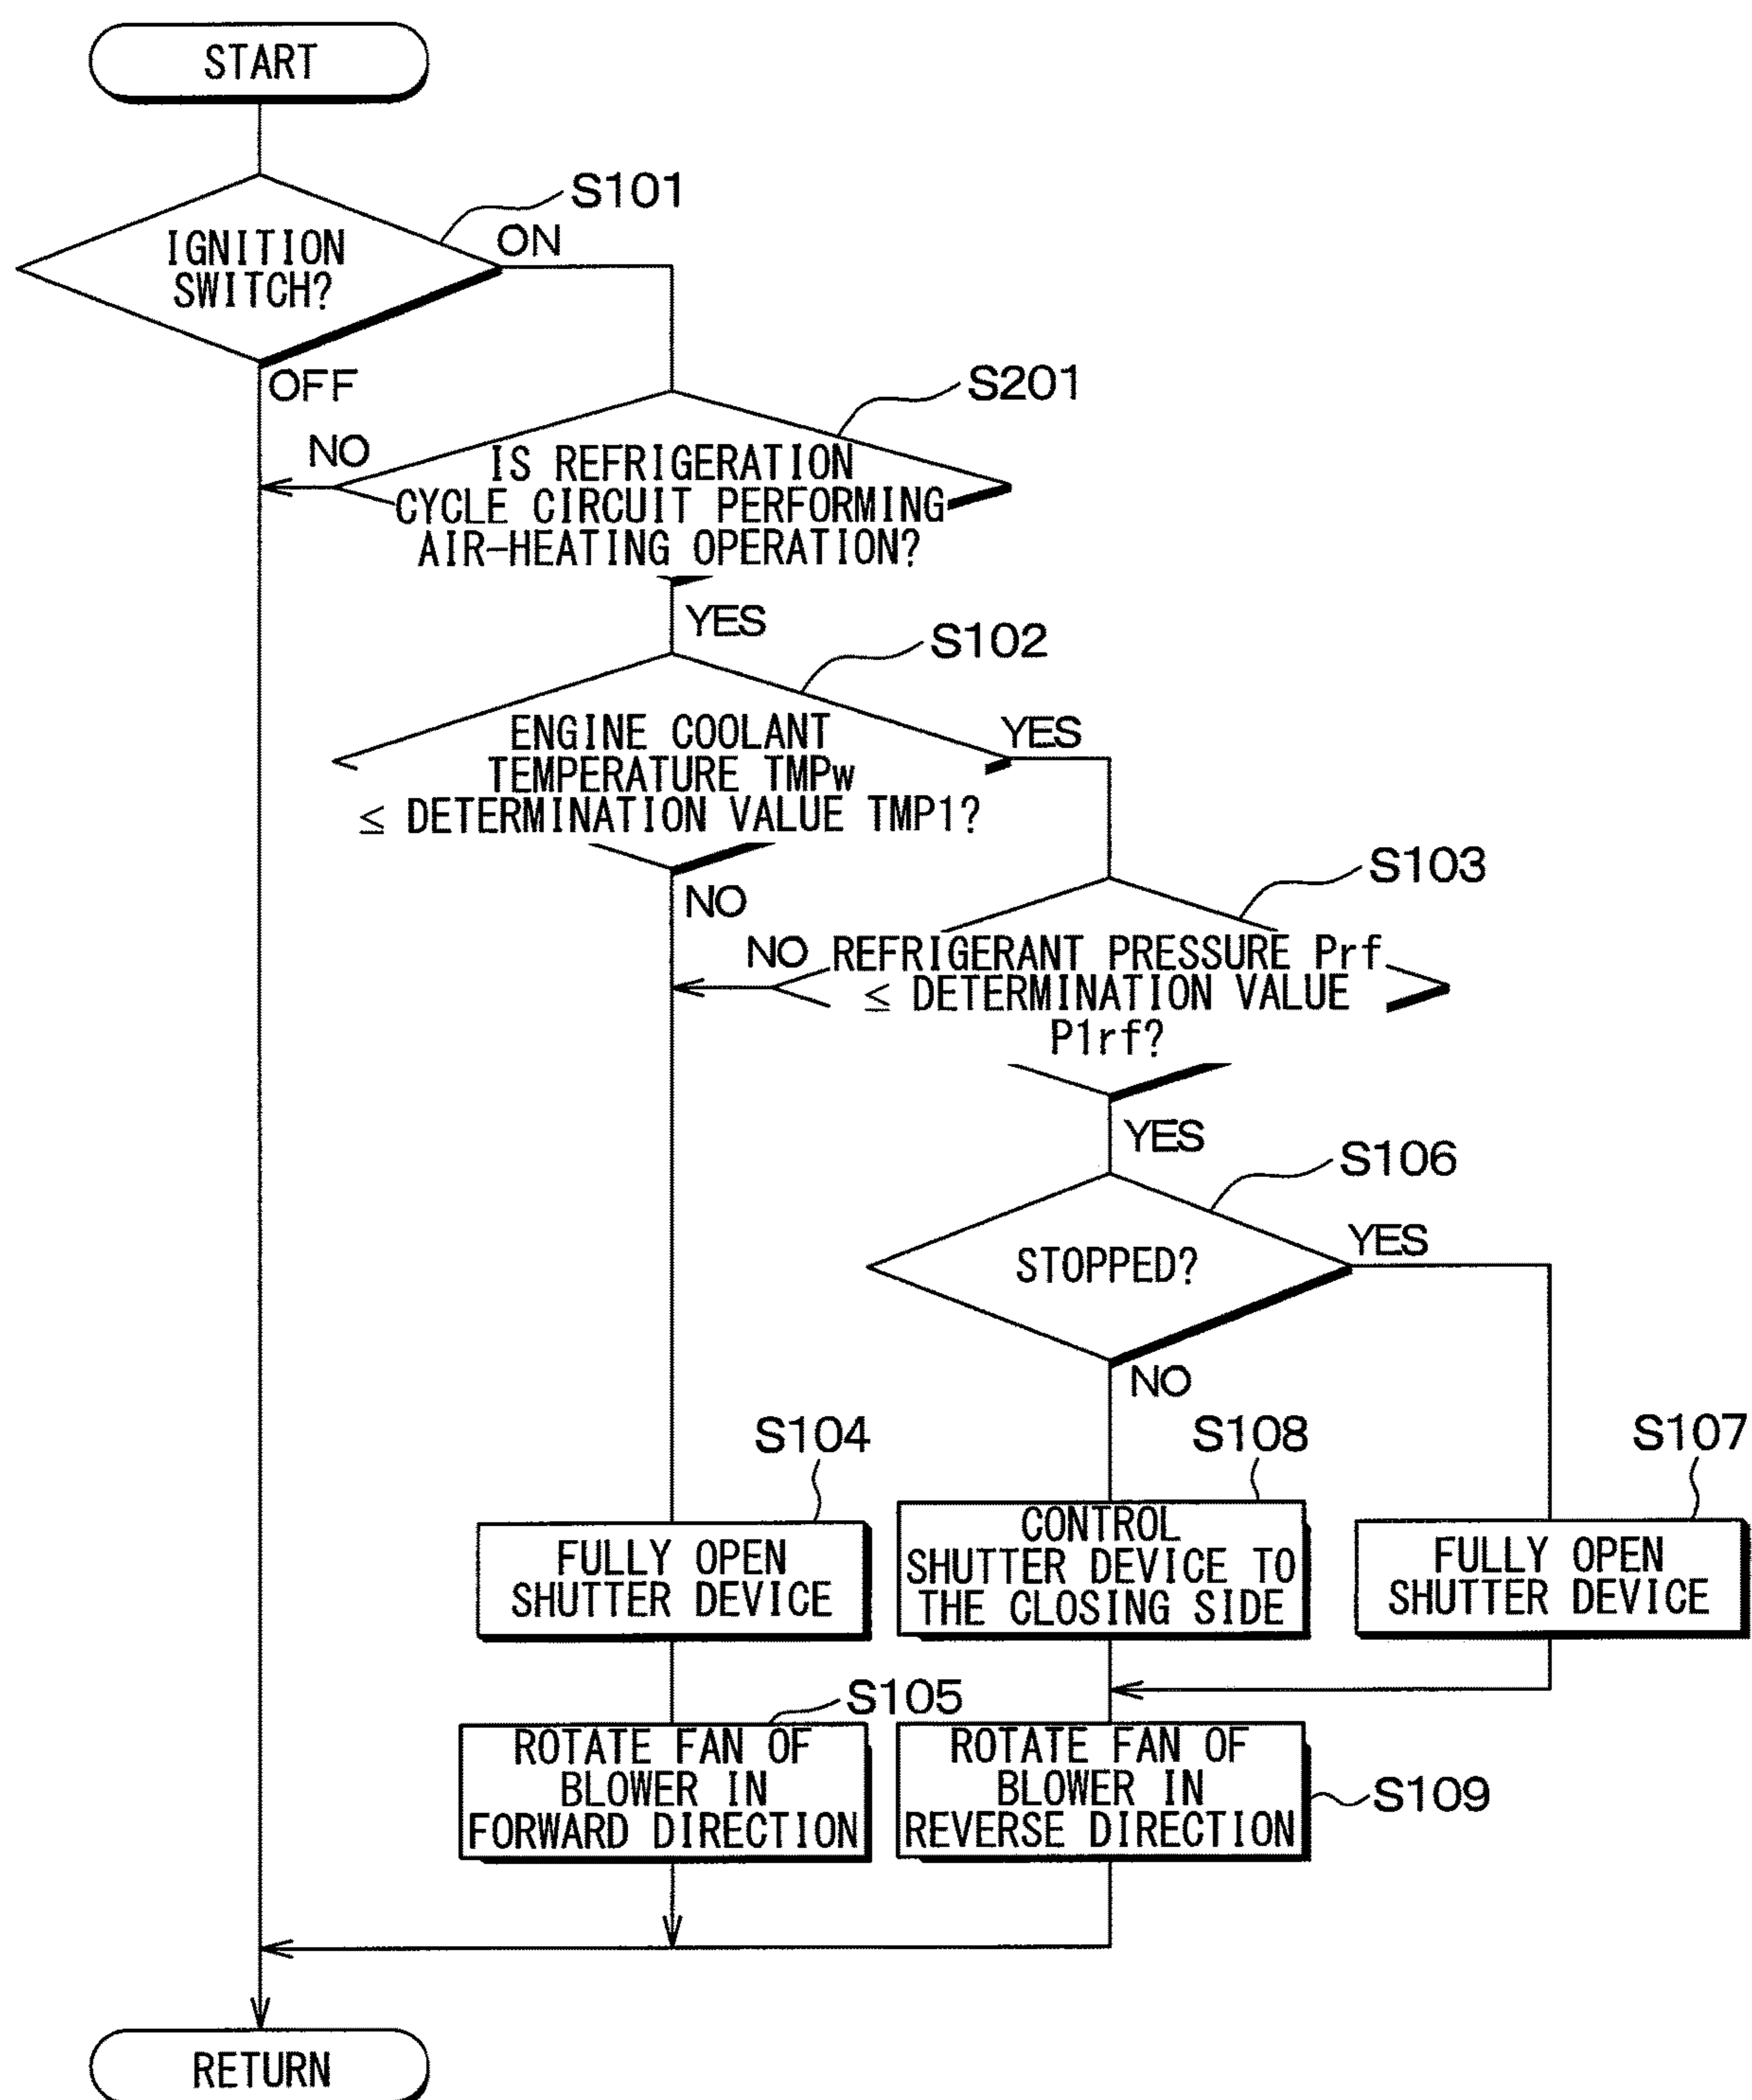 START
S101
IGNITION
SWITCH?
ON
OFF
S201
NO
IS REFRIGERATION
CYCLE CIRCUIT PERFORMING
AIR-HEATING OPERATION?
YES
S102
ENGINE COOLANT
TEMPERATURE TMPw
≤ DETERMINATION VALUE TMP1?
YES
NO
S103
NO
REFRIGERANT PRESSURE Prf
≤ DETERMINATION VALUE
P1rf?
YES
S106
STOPPED?
YES
NO
S104
FULLY OPEN
SHUTTER DEVICE
S108
CONTROL
SHUTTER DEVICE TO
THE CLOSING SIDE
S107
FULLY OPEN
SHUTTER DEVICE
S105
ROTATE FAN OF
BLOWER IN
FORWARD DIRECTION
ROTATE FAN OF
BLOWER IN
REVERSE DIRECTION
S109
RETURN